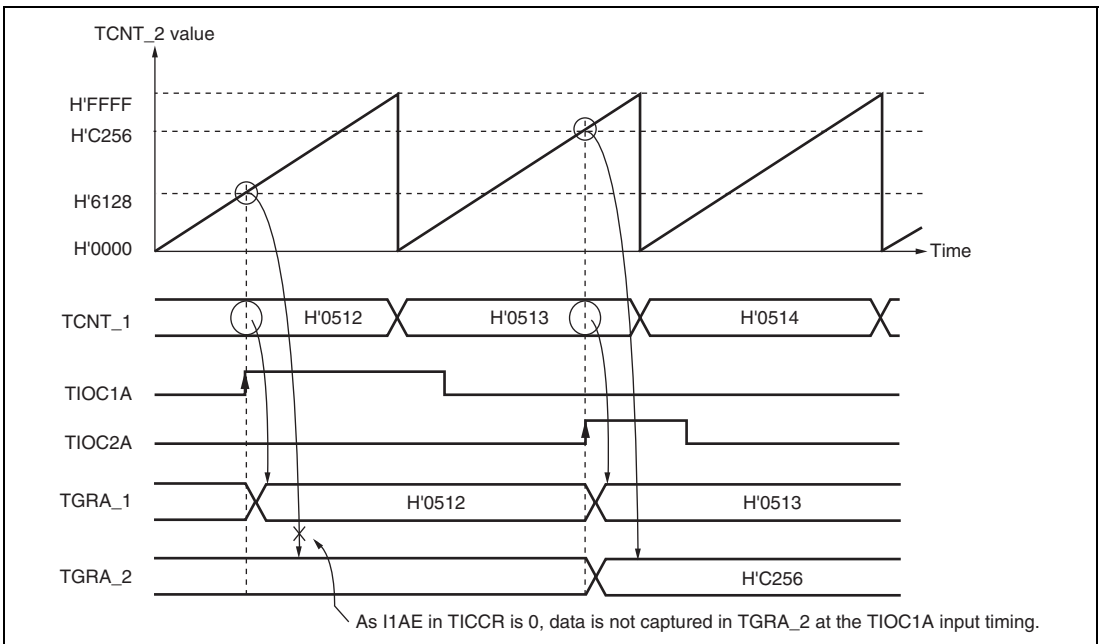 TCNT_2 value
H'FFFF
H'C256
H'6128
H'0000
Time
TCNT_1
H'0512
H'0513
H'0514
TIOC1A
TIOC2A
TGRA_1
H'0512
H'0513
TGRA_2
H'C256
As I1AE in TICCR is 0, data is not captured in TGRA_2 at the TIOC1A input timing.